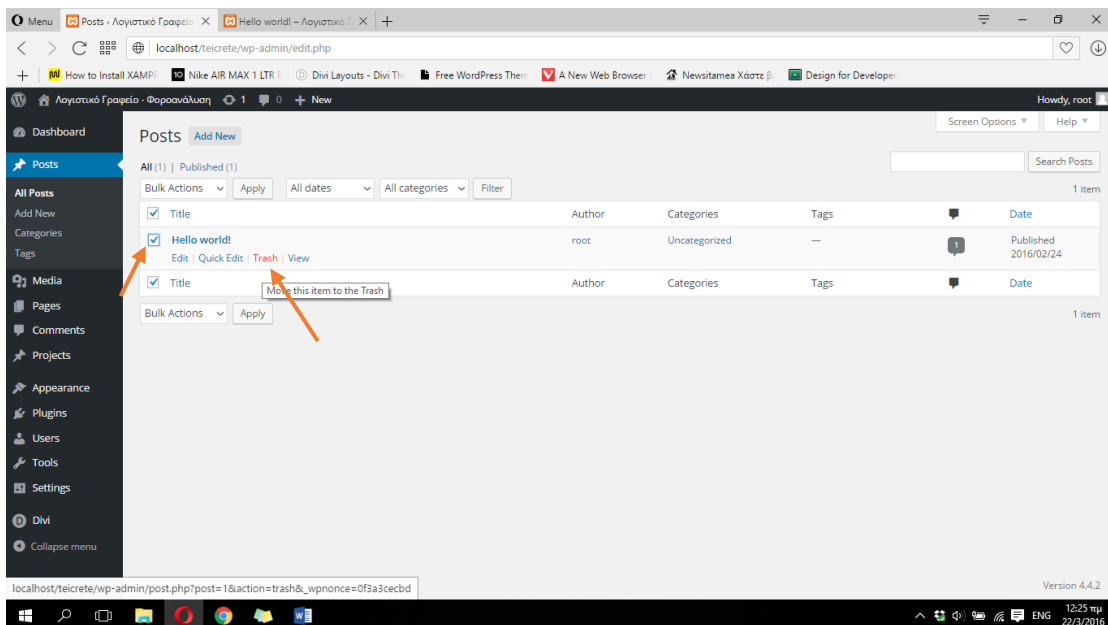 Menu Posts ‹ Λογιστικό Γραφείο Hello world! – Λογιστικό Γ
localhost/teicrete/wp-admin/edit.php
How to Install XAMPP Nike AIR MAX 1 LTR Divi Layouts - Divi Th Free WordPress Them A New Web Browser Newsitamea Χάστε βα Design for Developer
Λογιστικό Γραφείο - Φοροανάλυση 1 0 + New Howdy, root
Screen Options Help
Dashboard
Posts
All Posts
Add New
Categories
Tags
Media
Pages
Comments
Projects
Appearance
Plugins
Users
Tools
Settings
Divi
Collapse menu
Posts Add New
All (1) | Published (1) Search Posts
Bulk Actions Apply All dates All categories Filter 1 item
Title Author Categories Tags Date
Hello world! root Uncategorized — 1 Published
2016/02/24
Edit | Quick Edit | Trash | View
Title Author Categories Tags Date
Move this item to the Trash
Bulk Actions Apply 1 item
localhost/teicrete/wp-admin/post.php?post=1&action=trash&_wpnonce=0f3a3cecbd
Version 4.4.2
ENG 12:25 πμ
22/3/2016